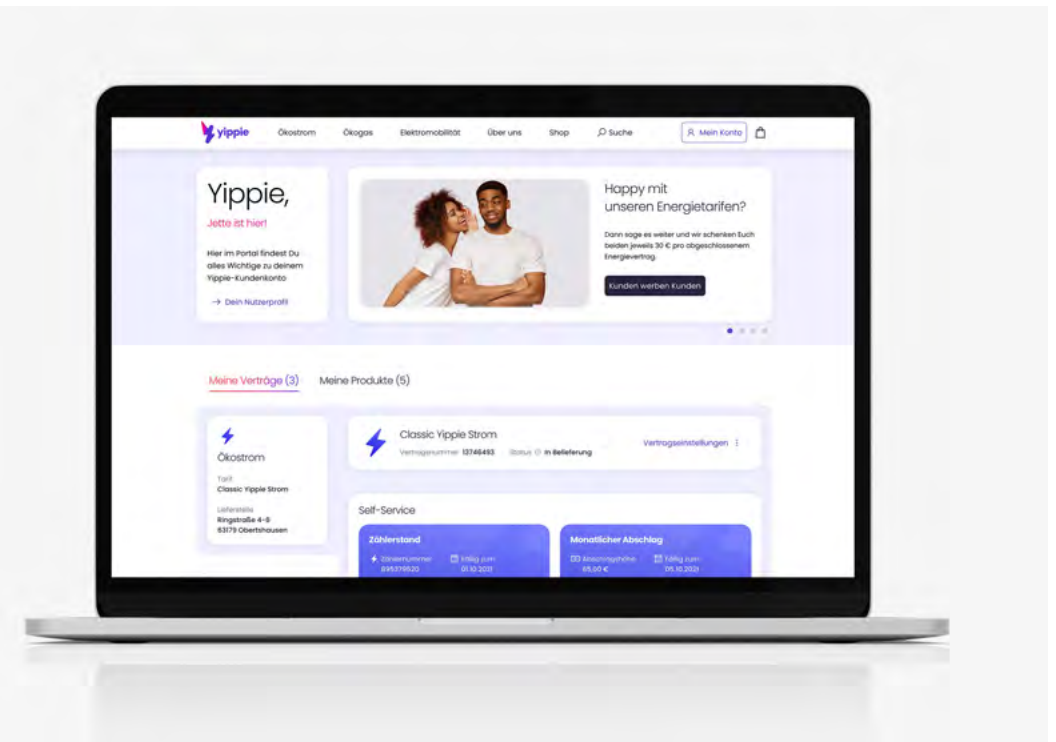 yippie
Ökostrom
Ökogas
Elektromobilität
Über uns
Shop
Suche
Mein Konto
Yippie,
Jette ist hier!
Hier im Portal findest Du
alles Wichtige zu deinem
Yippie-Kundenkonto
→ Dein Nutzerprofil
Happy mit
unseren Energietarifen?
Dann sage es weiter und wir schenken Euch
beiden jeweils 30 € pro abgeschlossenem
Energievertrag.
Kunden werben Kunden
Meine Verträge (3)
Meine Produkte (5)
Ökostrom
Tarif
Classic Yippie Strom
Lieferstelle
Ringstraße 4-8
63179 Obertshausen
Classic Yippie Strom
Vertragsnummer 13746493
Status In Belieferung
Vertragseinstellungen
Self-Service
Zählerstand
Zählernummer
895379520
Fällig zum
01.10.2021
Monatlicher Abschlag
Abschlagshöhe
65,00 €
Fällig zum
05.10.2021